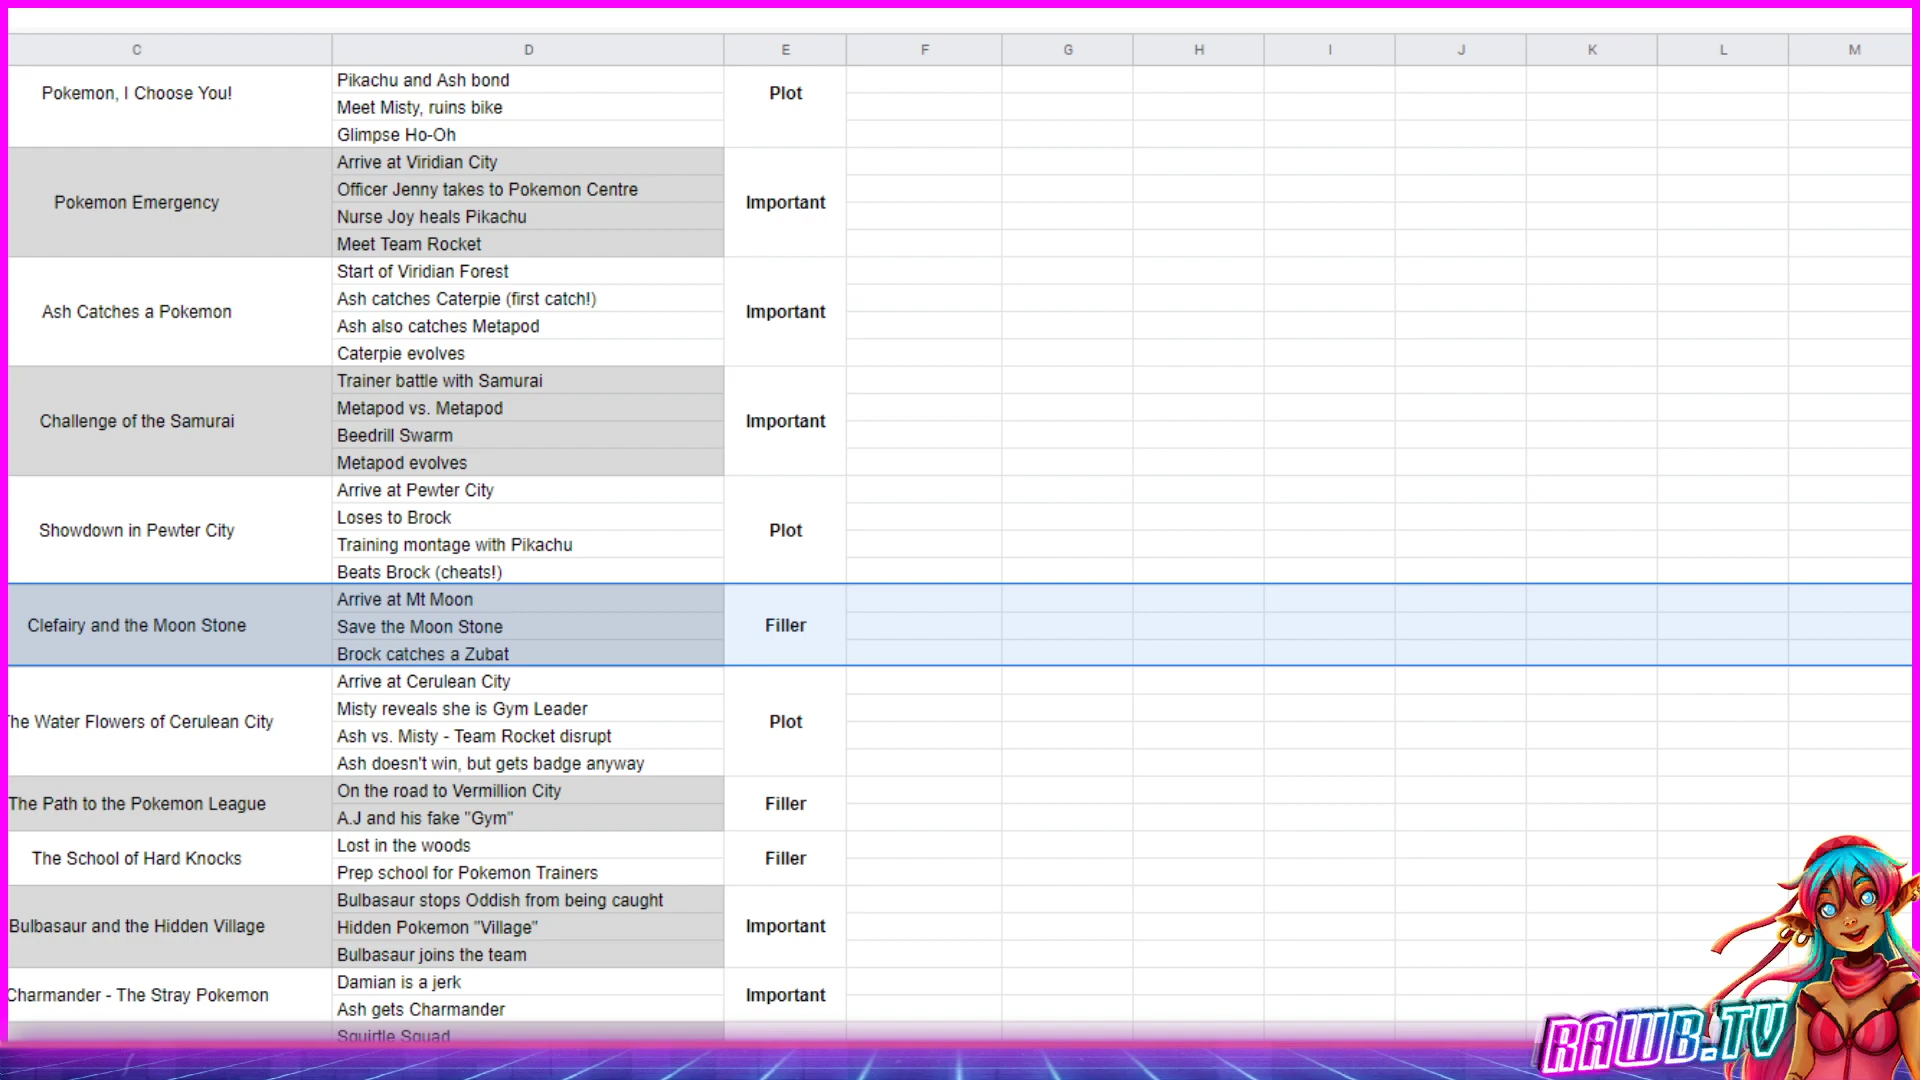 C D E F G H I J K L M
Pokemon, I Choose You!
Pikachu and Ash bond
Meet Misty, ruins bike
Glimpse Ho-Oh
Plot
Pokemon Emergency
Arrive at Viridian City
Officer Jenny takes to Pokemon Centre
Nurse Joy heals Pikachu
Meet Team Rocket
Important
Ash Catches a Pokemon
Start of Viridian Forest
Ash catches Caterpie (first catch!)
Ash also catches Metapod
Caterpie evolves
Important
Challenge of the Samurai
Trainer battle with Samurai
Metapod vs. Metapod
Beedrill Swarm
Metapod evolves
Important
Showdown in Pewter City
Arrive at Pewter City
Loses to Brock
Training montage with Pikachu
Beats Brock (cheats!)
Plot
Clefairy and the Moon Stone
Arrive at Mt Moon
Save the Moon Stone
Brock catches a Zubat
Filler
The Water Flowers of Cerulean City
Arrive at Cerulean City
Misty reveals she is Gym Leader
Ash vs. Misty - Team Rocket disrupt
Ash doesn't win, but gets badge anyway
Plot
The Path to the Pokemon League
On the road to Vermillion City
A.J and his fake "Gym"
Filler
The School of Hard Knocks
Lost in the woods
Prep school for Pokemon Trainers
Filler
Bulbasaur and the Hidden Village
Bulbasaur stops Oddish from being caught
Hidden Pokemon "Village"
Bulbasaur joins the team
Important
Charmander - The Stray Pokemon
Damian is a jerk
Ash gets Charmander
Important
Squirtle Squad
RAWB.TV